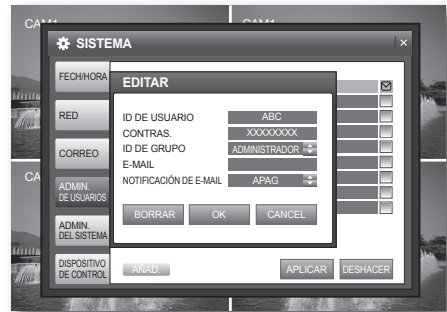 CAM1
SISTEMA
×
FECH/HORA
RED
CORREO
ADMIN.
DE USUARIOS
ADMIN.
DEL SISTEMA
DISPOSITIVO
DE CONTROL
EDITAR
ID DE USUARIO ABC
CONTRAS. XXXXXXXX
ID DE GRUPO ADMINISTRADOR
E-MAIL
NOTIFICACIÓN DE E-MAIL APAG
BORRAR OK CANCEL
AÑAD. APLICAR DESHACER